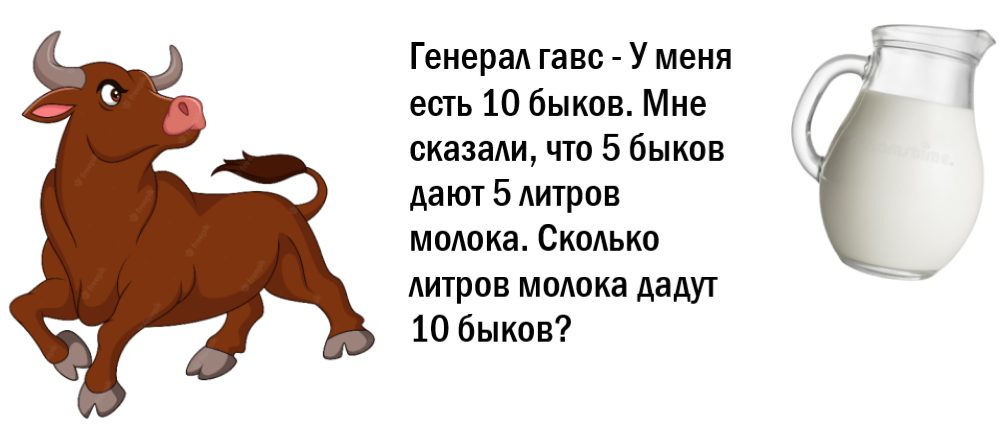 Генерал гавс - У меня
есть 10 быков. Мне
сказали, что 5 быков
дают 5 литров
молока. Сколько
литров молока дадут
10 быков?